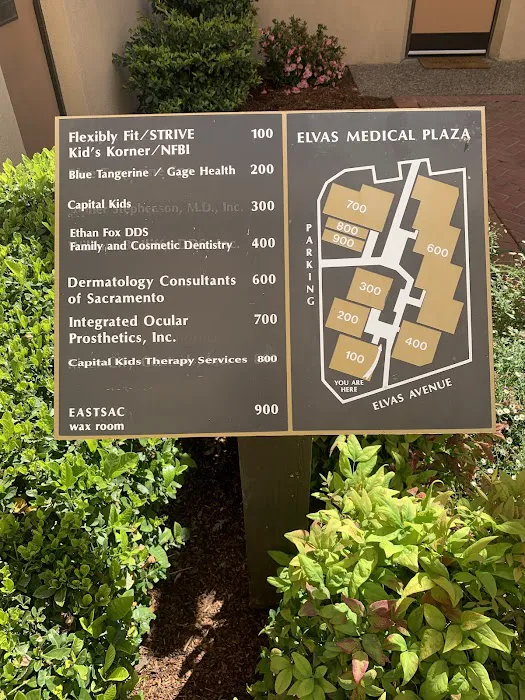 Flexibly Fit/STRIVE 100
Kid's Korner/NFBI
Blue Tangerine / Gage Health 200
Stephenson, M.D., Inc.
Capital Kids 300
Ethan Fox DDS
Family and Cosmetic Dentistry 400
Dermatology Consultants 600
of Sacramento
Integrated Ocular 700
Prosthetics, Inc.
Capital Kids Therapy Services 800
EASTSAC 900
wax room
ELVAS MEDICAL PLAZA
PARKING
700
800
900
600
300
200
400
100
YOU ARE
HERE
ELVAS AVENUE